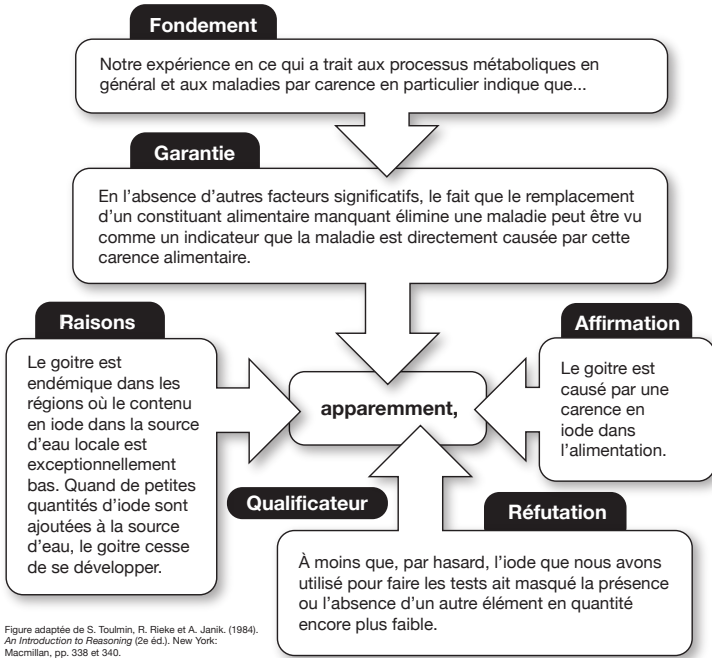 Fondement
Notre expérience en ce qui a trait aux processus métaboliques en
général et aux maladies par carence en particulier indique que...
Garantie
En l’absence d’autres facteurs significatifs, le fait que le remplacement
d’un constituant alimentaire manquant élimine une maladie peut être vu
comme un indicateur que la maladie est directement causée par cette
carence alimentaire.
Raisons
Le goitre est
endémique dans les
régions où le contenu
en iode dans la source
d’eau locale est
exceptionnellement
bas. Quand de petites
quantités d’iode sont
ajoutées à la source
d’eau, le goitre cesse
de se développer.
apparemment,
Affirmation
Le goitre est
causé par une
carence en
iode dans
l’alimentation.
Qualificateur
Réfutation
À moins que, par hasard, l’iode que nous avons
utilisé pour faire les tests ait masqué la présence
ou l’absence d’un autre élément en quantité
encore plus faible.
Figure adaptée de S. Toulmin, R. Rieke et A. Janik. (1984).
An Introduction to Reasoning (2e éd.). New York:
Macmillan, pp. 338 et 340.